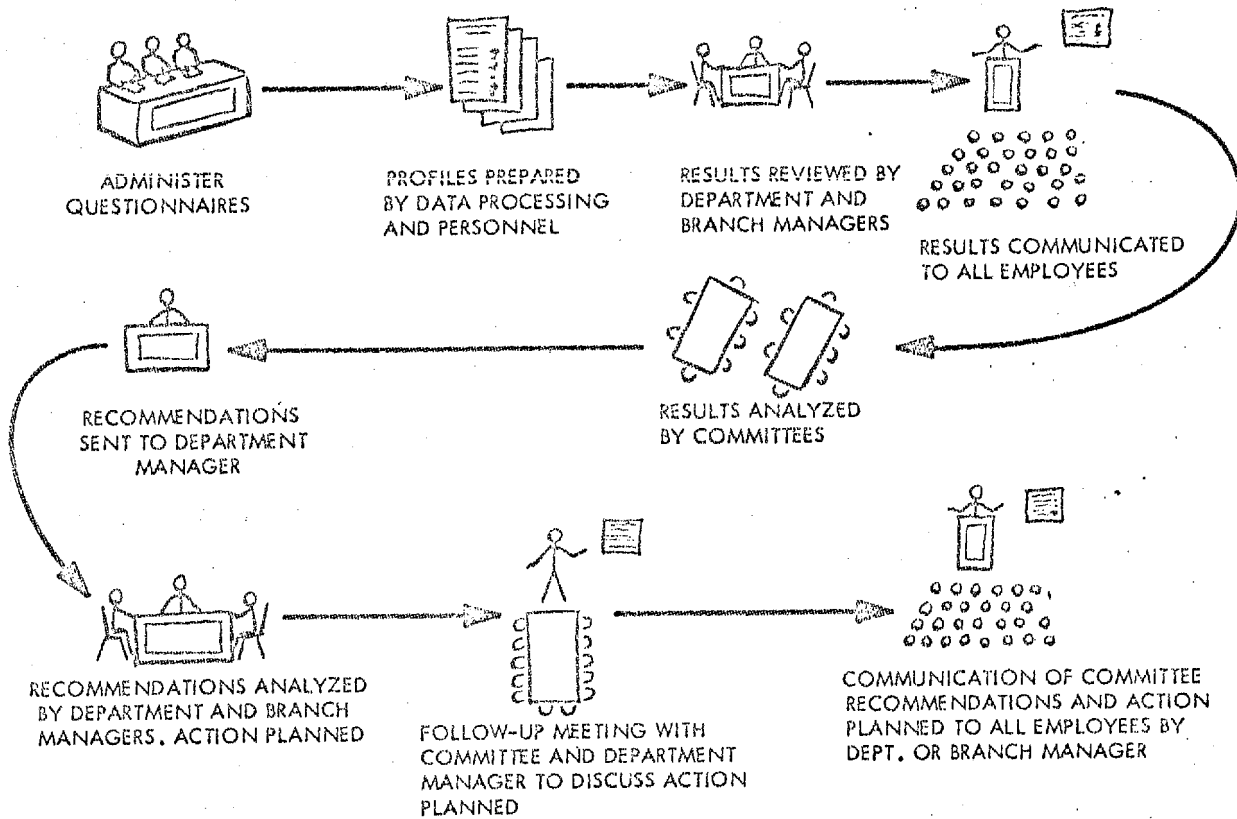 ADMINISTER
QUESTIONNAIRES
PROFILES PREPARED
BY DATA PROCESSING
AND PERSONNEL
RESULTS REVIEWED BY
DEPARTMENT AND
BRANCH MANAGERS
RESULTS COMMUNICATED
TO ALL EMPLOYEES
RESULTS ANALYZED
BY COMMITTEES
RECOMMENDATIONS
SENT TO DEPARTMENT
MANAGER
RECOMMENDATIONS ANALYZED
BY DEPARTMENT AND BRANCH
MANAGERS. ACTION PLANNED
FOLLOW-UP MEETING WITH
COMMITTEE AND DEPARTMENT
MANAGER TO DISCUSS ACTION
PLANNED
COMMUNICATION OF COMMITTEE
RECOMMENDATIONS AND ACTION
PLANNED TO ALL EMPLOYEES BY
DEPT. OR BRANCH MANAGER